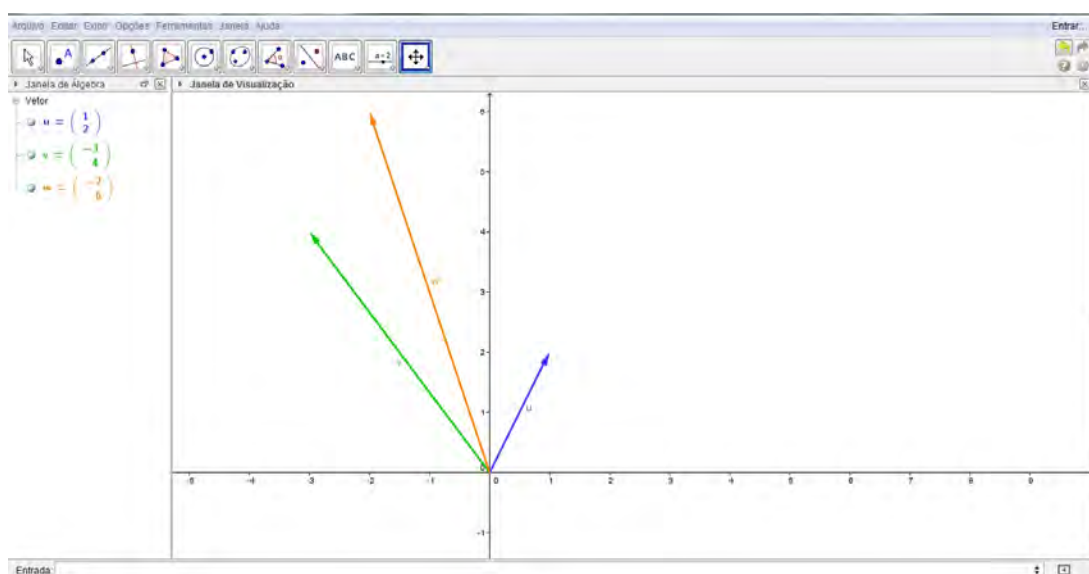 Arquivo Editar Exibir Opções Ferramentas Janela Ajuda
Entrar...
A
ABC
a=2
Janela de Álgebra
Janela de Visualização
Vetor
u = ( 1 2 )
v = ( -3 4 )
w = ( -2 6 )
6
5
4
w
3
2
v
1
u
0
-5 -4 -3 -2 -1 0 1 2 3 4 5 6 7 8 9
-1
Entrada: